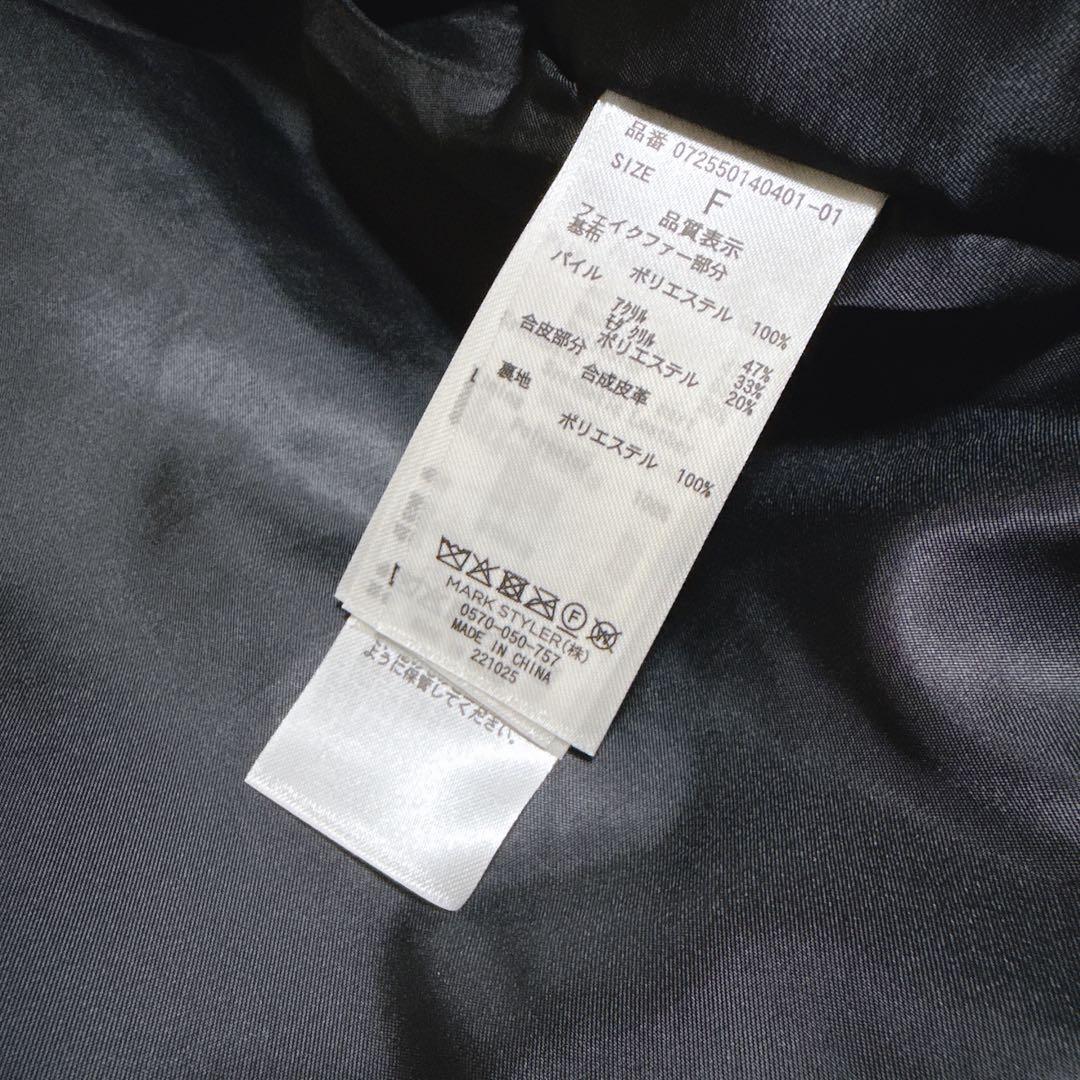 品番 072550140401-01
SIZE F
品質表示
フェイクファー部分
基布 ポリエステル 100%
パイル アクリル 47%
モダクリル 33%
ポリエステル 20%
合皮部分 合成皮革
裏地 ポリエステル 100%
F
W
MARK STYLER(株)
0570-050-757
MADE IN CHINA
221025
ように保管してください。